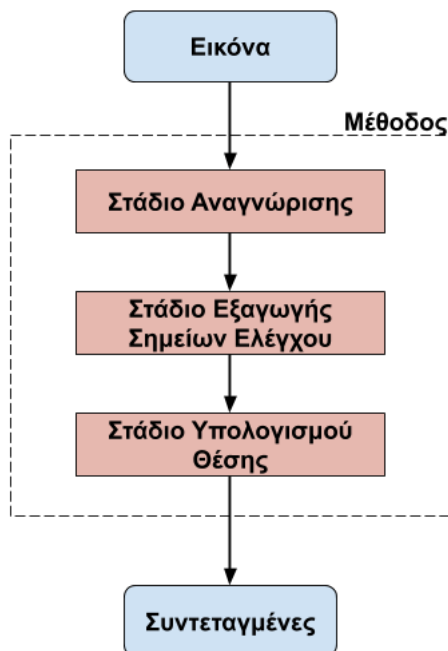 Εικόνα
Μέθοδος
Στάδιο Αναγνώρισης
Στάδιο Εξαγωγής
Σημείων Ελέγχου
Στάδιο Υπολογισμού
Θέσης
Συντεταγμένες